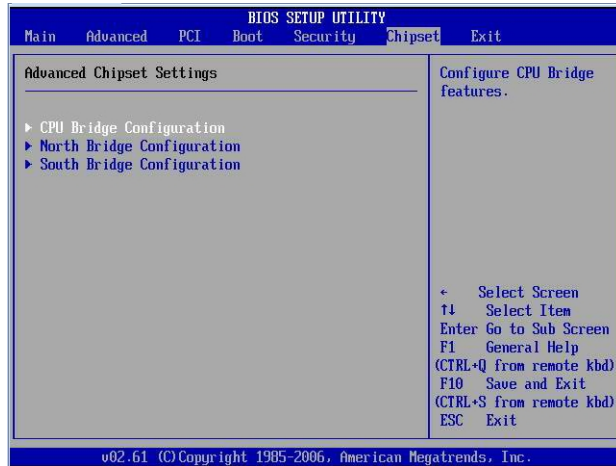 BIOS SETUP UTILITY
Main Advanced PCI Boot Security Chipset Exit
Advanced Chipset Settings
▶ CPU Bridge Configuration
▶ North Bridge Configuration
▶ South Bridge Configuration
Configure CPU Bridge
features.
← Select Screen
↑↓ Select Item
Enter Go to Sub Screen
F1 General Help
(CTRL+Q from remote kbd)
F10 Save and Exit
(CTRL+S from remote kbd)
ESC Exit
v02.61 (C)Copyright 1985-2006, American Megatrends, Inc.